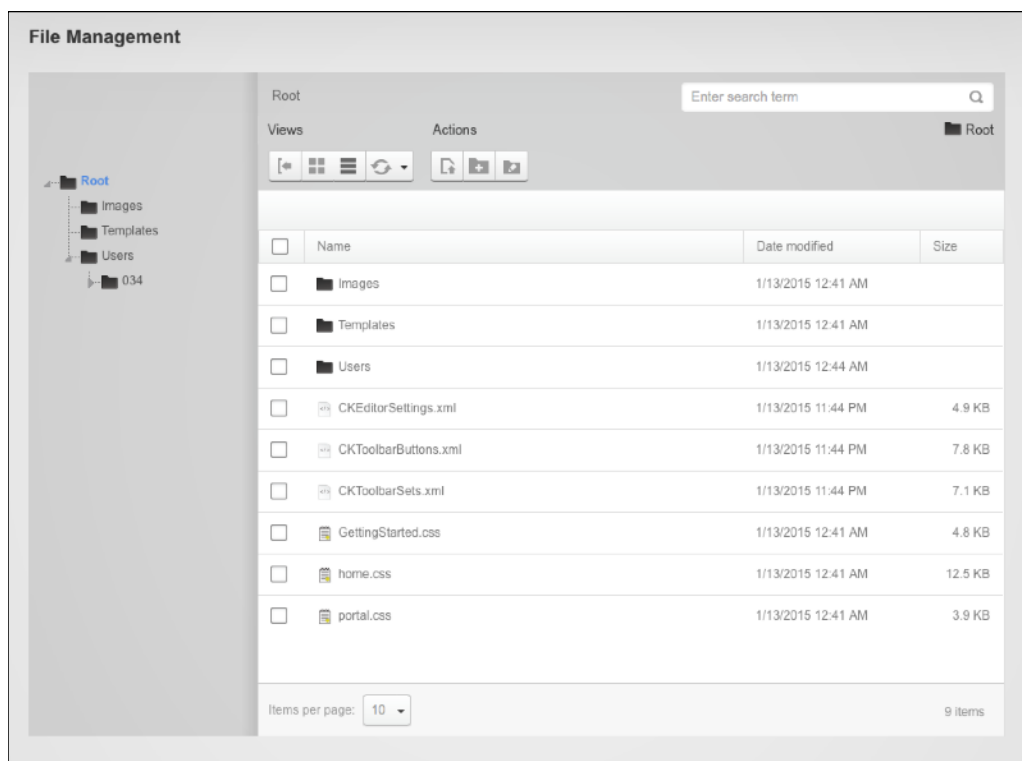 File Management
Root
Enter search term
Views
Actions
Root
Root
Images
Templates
Users
034
Name Date modified Size
Images 1/13/2015 12:41 AM
Templates 1/13/2015 12:41 AM
Users 1/13/2015 12:44 AM
CKEditorSettings.xml 1/13/2015 11:44 PM 4.9 KB
CKToolbarButtons.xml 1/13/2015 11:44 PM 7.8 KB
CKToolbarSets.xml 1/13/2015 11:44 PM 7.1 KB
GettingStarted.css 1/13/2015 12:41 AM 4.8 KB
home.css 1/13/2015 12:41 AM 12.5 KB
portal.css 1/13/2015 12:41 AM 3.9 KB
Items per page: 10 9 items